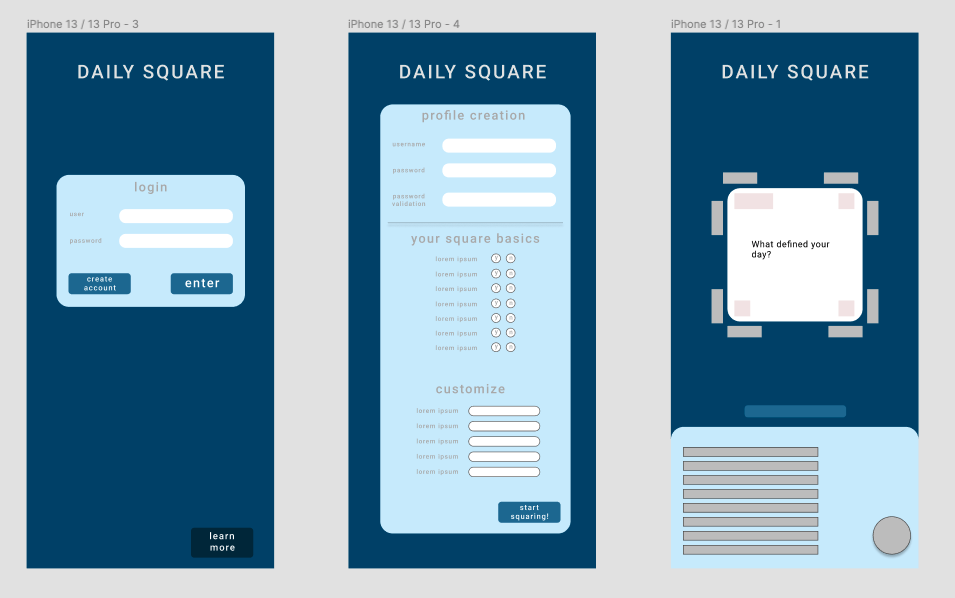 iPhone 13 / 13 Pro - 3
DAILY SQUARE
login
user
password
create
account
enter
learn
more
iPhone 13 / 13 Pro - 4
DAILY SQUARE
profile creation
username
password
password
validation
your square basics
lorem ipsum
lorem ipsum
lorem ipsum
lorem ipsum
lorem ipsum
lorem ipsum
lorem ipsum
customize
lorem ipsum
lorem ipsum
lorem ipsum
lorem ipsum
lorem ipsum
start
squaring!
iPhone 13 / 13 Pro - 1
DAILY SQUARE
What defined your
day?